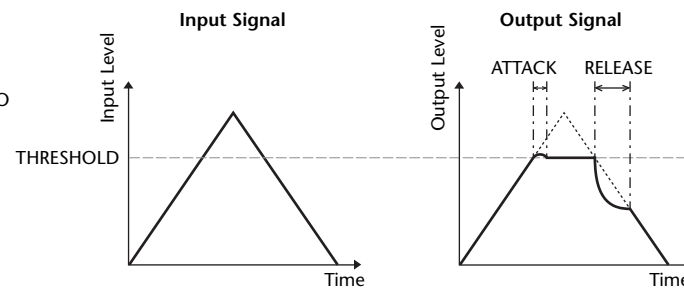 Input Signal
Output Signal
Input Level
Output Level
ATTACK
RELEASE
O
THRESHOLD
Time
Time